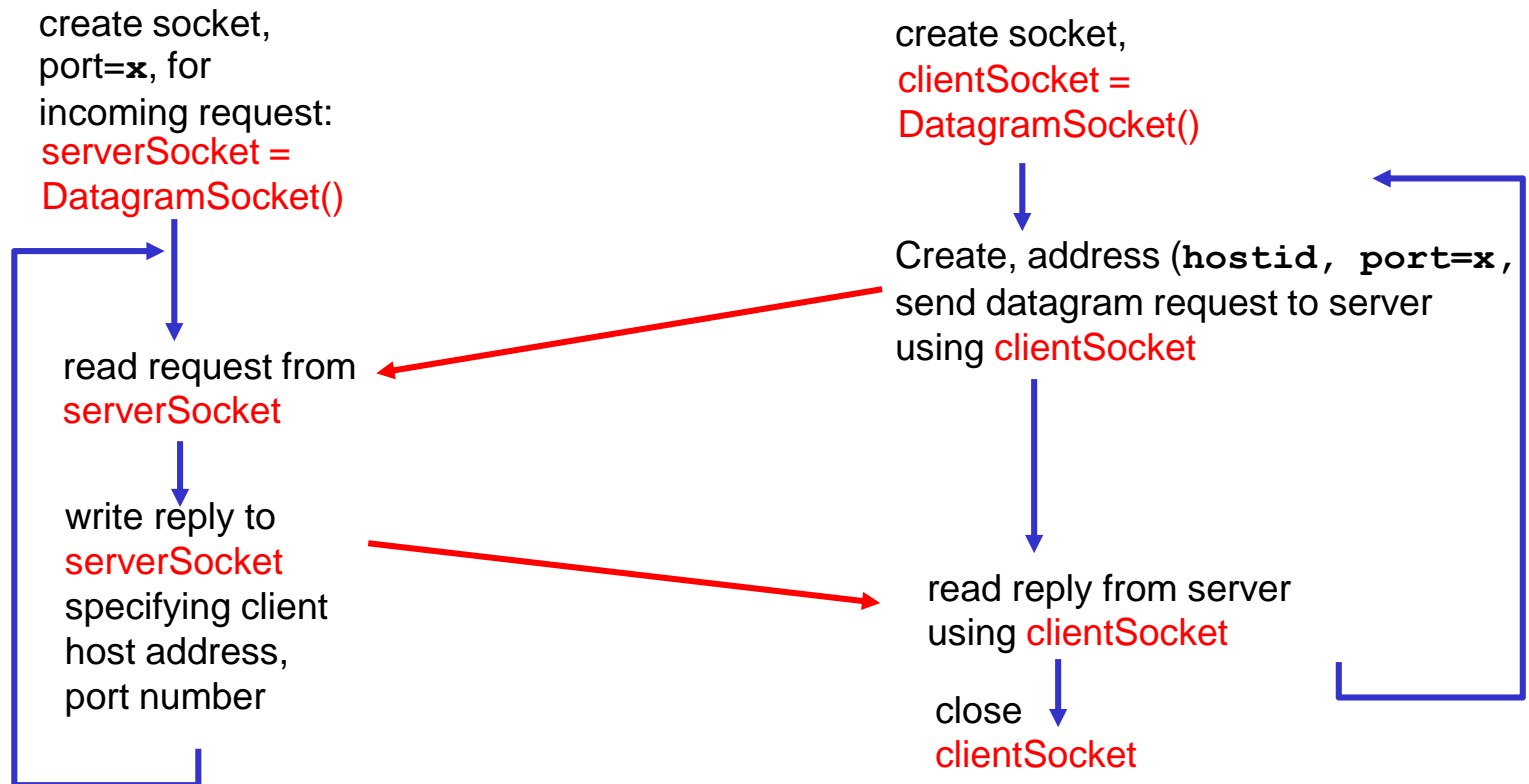 create socket,
port=x, for
incoming request:
serverSocket =
DatagramSocket()
read request from
serverSocket
write reply to
serverSocket
specifying client
host address,
port number
create socket,
clientSocket =
DatagramSocket()
Create, address (hostid, port=x,
send datagram request to server
using clientSocket
read reply from server
using clientSocket
close
clientSocket